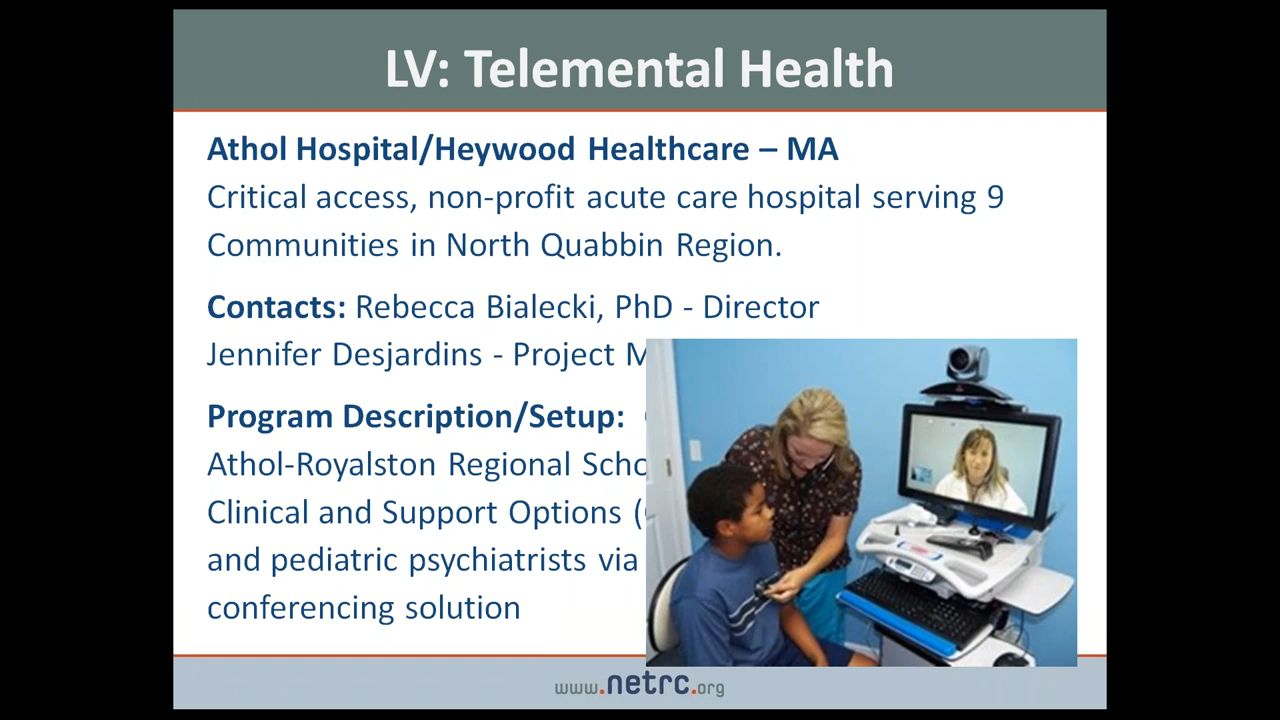 LV: Telemental Health
Athol Hospital/Heywood Healthcare – MA
Critical access, non-profit acute care hospital serving 9
Communities in North Quabbin Region.
Contacts: Rebecca Bialecki, PhD - Director
Jennifer Desjardins - Project
Program Description/Setup:
Athol-Royalston Regional
Clinical and Support Options
and pediatric psychiatrists via
conferencing solution
www.netrc.org